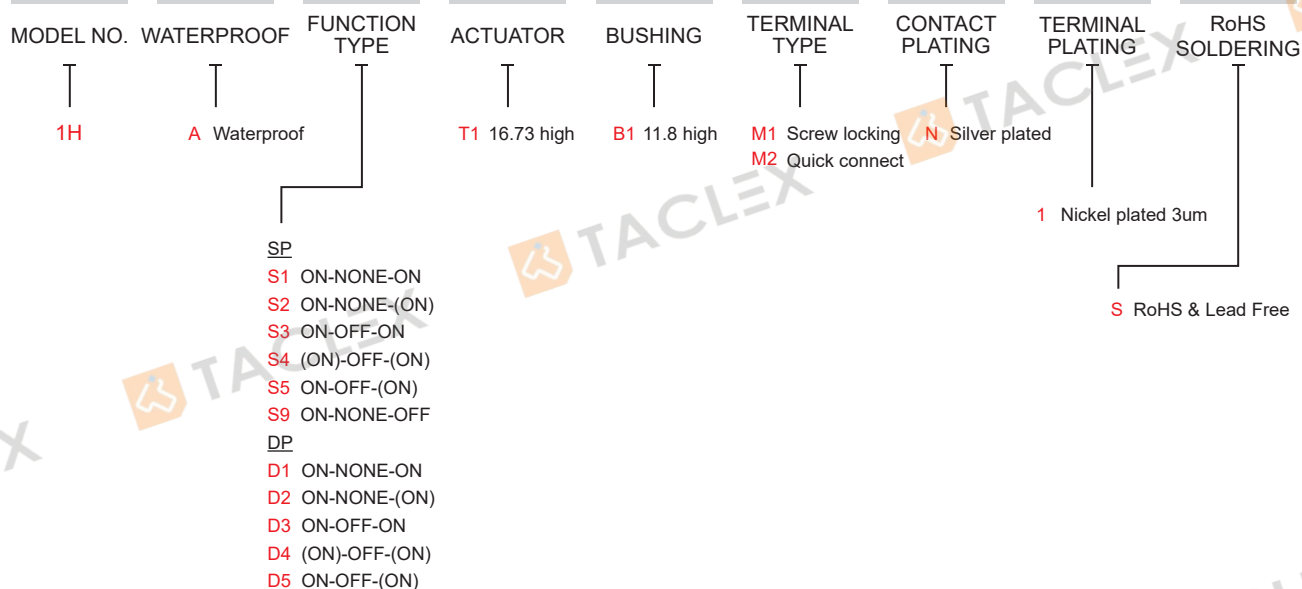 MODEL NO.
WATERPROOF
FUNCTION
TYPE
ACTUATOR
BUSHING
TERMINAL
TYPE
CONTACT
PLATING
TERMINAL
PLATING
RoHS
SOLDERING
1H
A Waterproof
T1 16.73 high
B1 11.8 high
M1 Screw locking
M2 Quick connect
N Silver plated
1 Nickel plated 3um
S RoHS & Lead Free
SP
S1 ON-NONE-ON
S2 ON-NONE-(ON)
S3 ON-OFF-ON
S4 (ON)-OFF-(ON)
S5 ON-OFF-(ON)
S9 ON-NONE-OFF
DP
D1 ON-NONE-ON
D2 ON-NONE-(ON)
D3 ON-OFF-ON
D4 (ON)-OFF-(ON)
D5 ON-OFF-(ON)
TACLEX
TACLEX
TACLEX
X